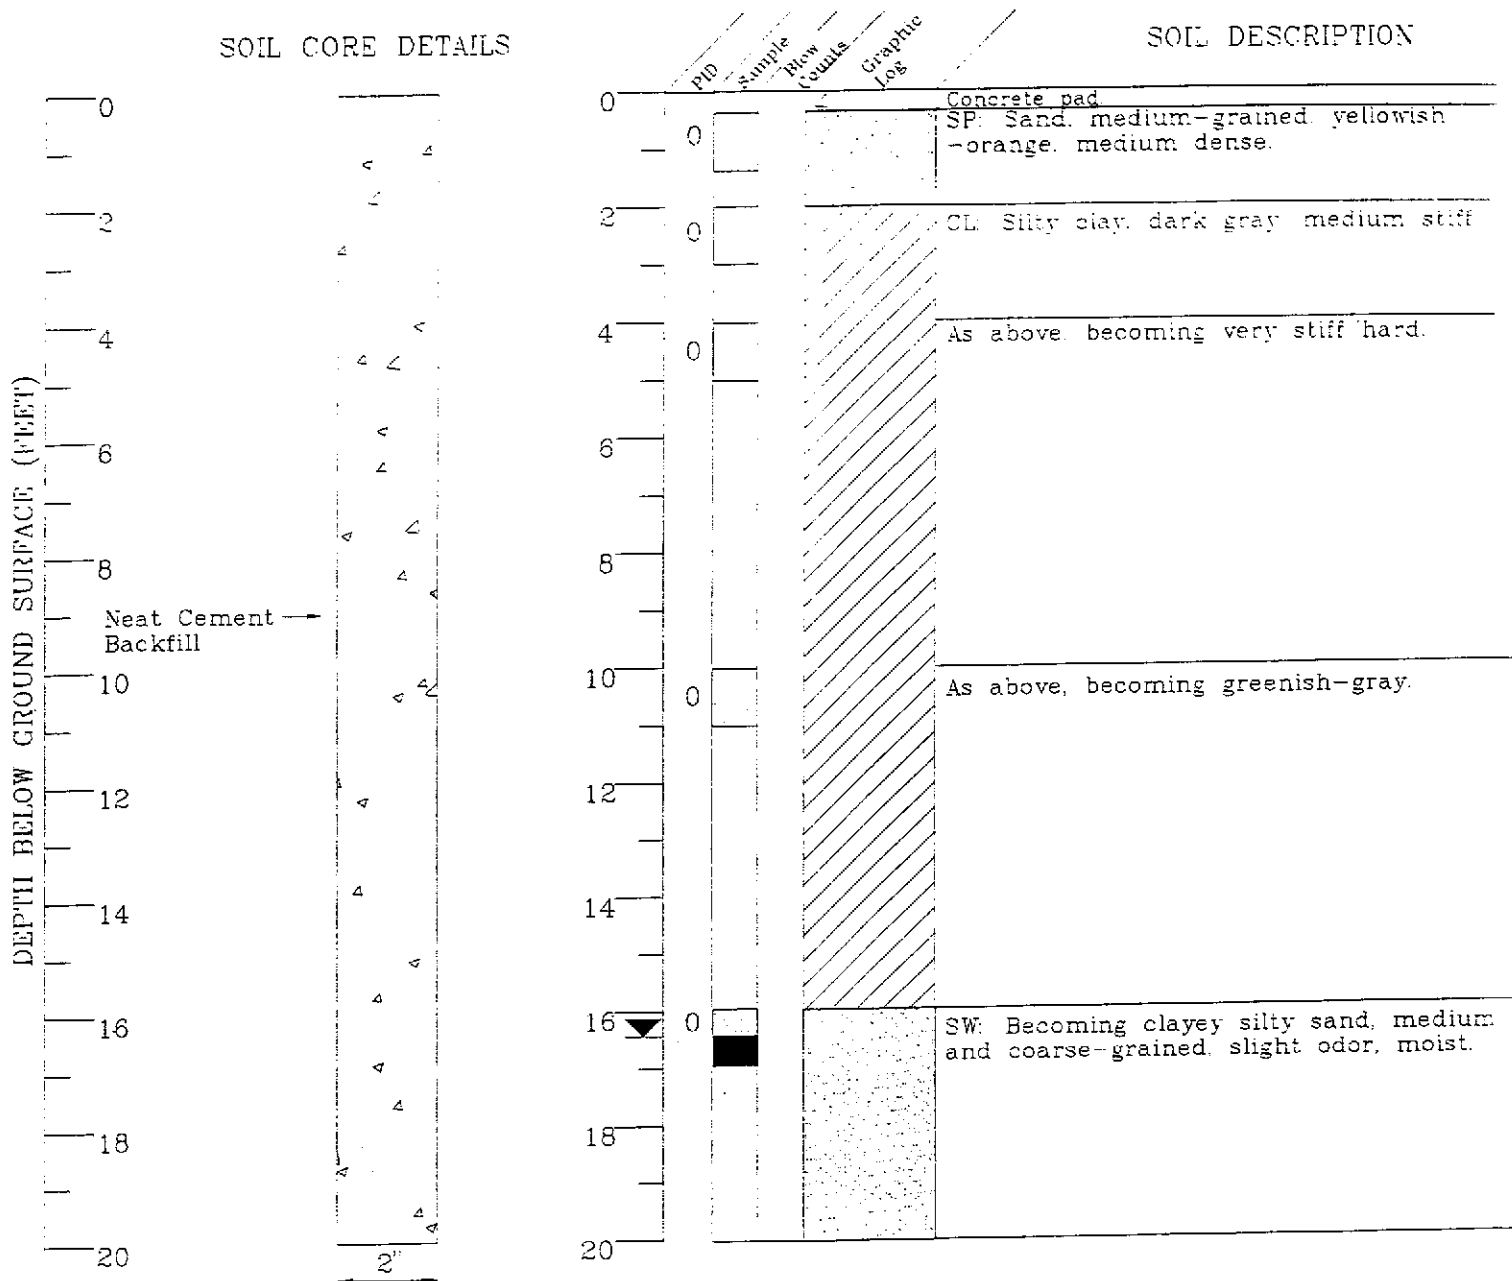 SOIL CORE DETAILS
PID
Sample
Blow
Counts
Graphic
Log
SOIL DESCRIPTION
DEPTH BELOW GROUND SURFACE (FEET)
0
2
4
6
8
10
12
14
16
18
20
Neat Cement
Backfill
2"
0
2
4
6
8
10
12
14
16
18
20
0
0
0
0
0
Concrete pad
SP: Sand, medium-grained, yellowish
-orange, medium dense.
CL: Silty clay, dark gray medium stiff
As above, becoming very stiff hard.
As above, becoming greenish-gray.
SW: Becoming clayey silty sand, medium
and coarse-grained, slight odor, moist.